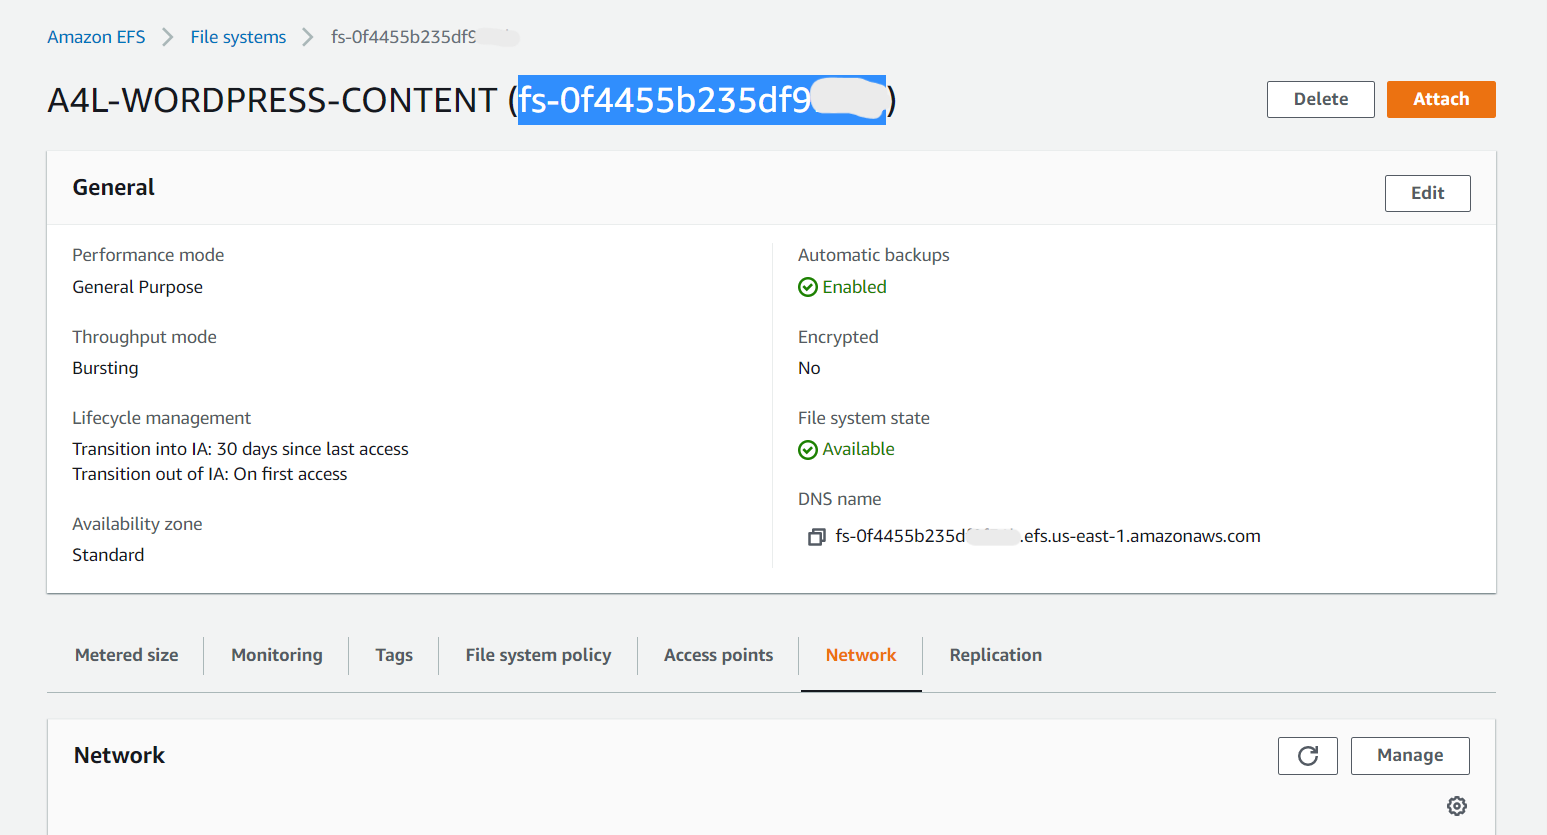 Amazon EFS > File systems > fs-0f4455b235df9
A4L-WORDPRESS-CONTENT (fs-0f4455b235df9)
Delete
Attach
General
Edit
Performance mode
General Purpose
Throughput mode
Bursting
Lifecycle management
Transition into IA: 30 days since last access
Transition out of IA: On first access
Availability zone
Standard
Automatic backups
Enabled
Encrypted
No
File system state
Available
DNS name
fs-0f4455b235d .efs.us-east-1.amazonaws.com
Metered size
Monitoring
Tags
File system policy
Access points
Network
Replication
Network
Manage